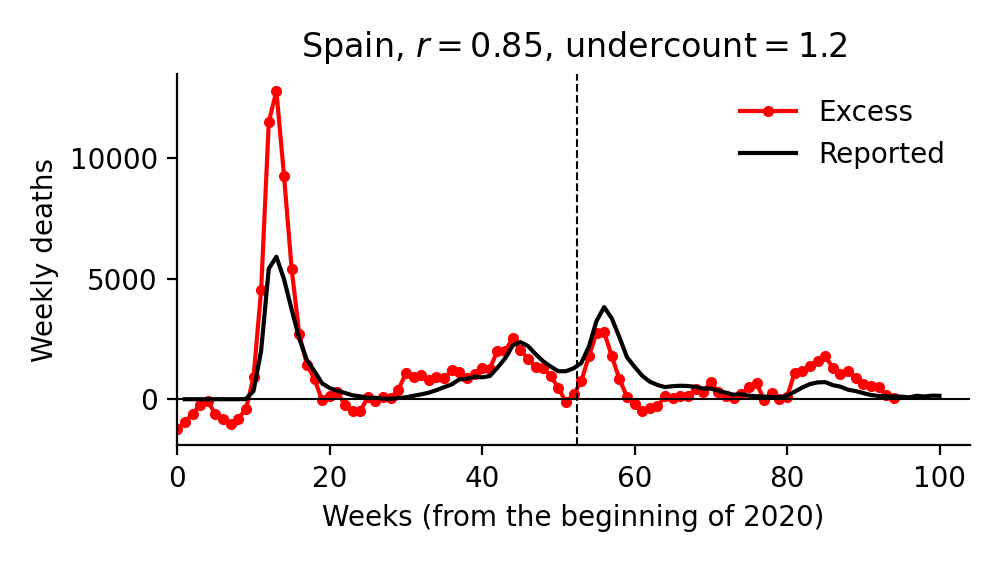 Spain, r = 0.85, undercount = 1.2
Excess
Reported
Weekly deaths
10000
5000
0
0 20 40 60 80 100
Weeks (from the beginning of 2020)